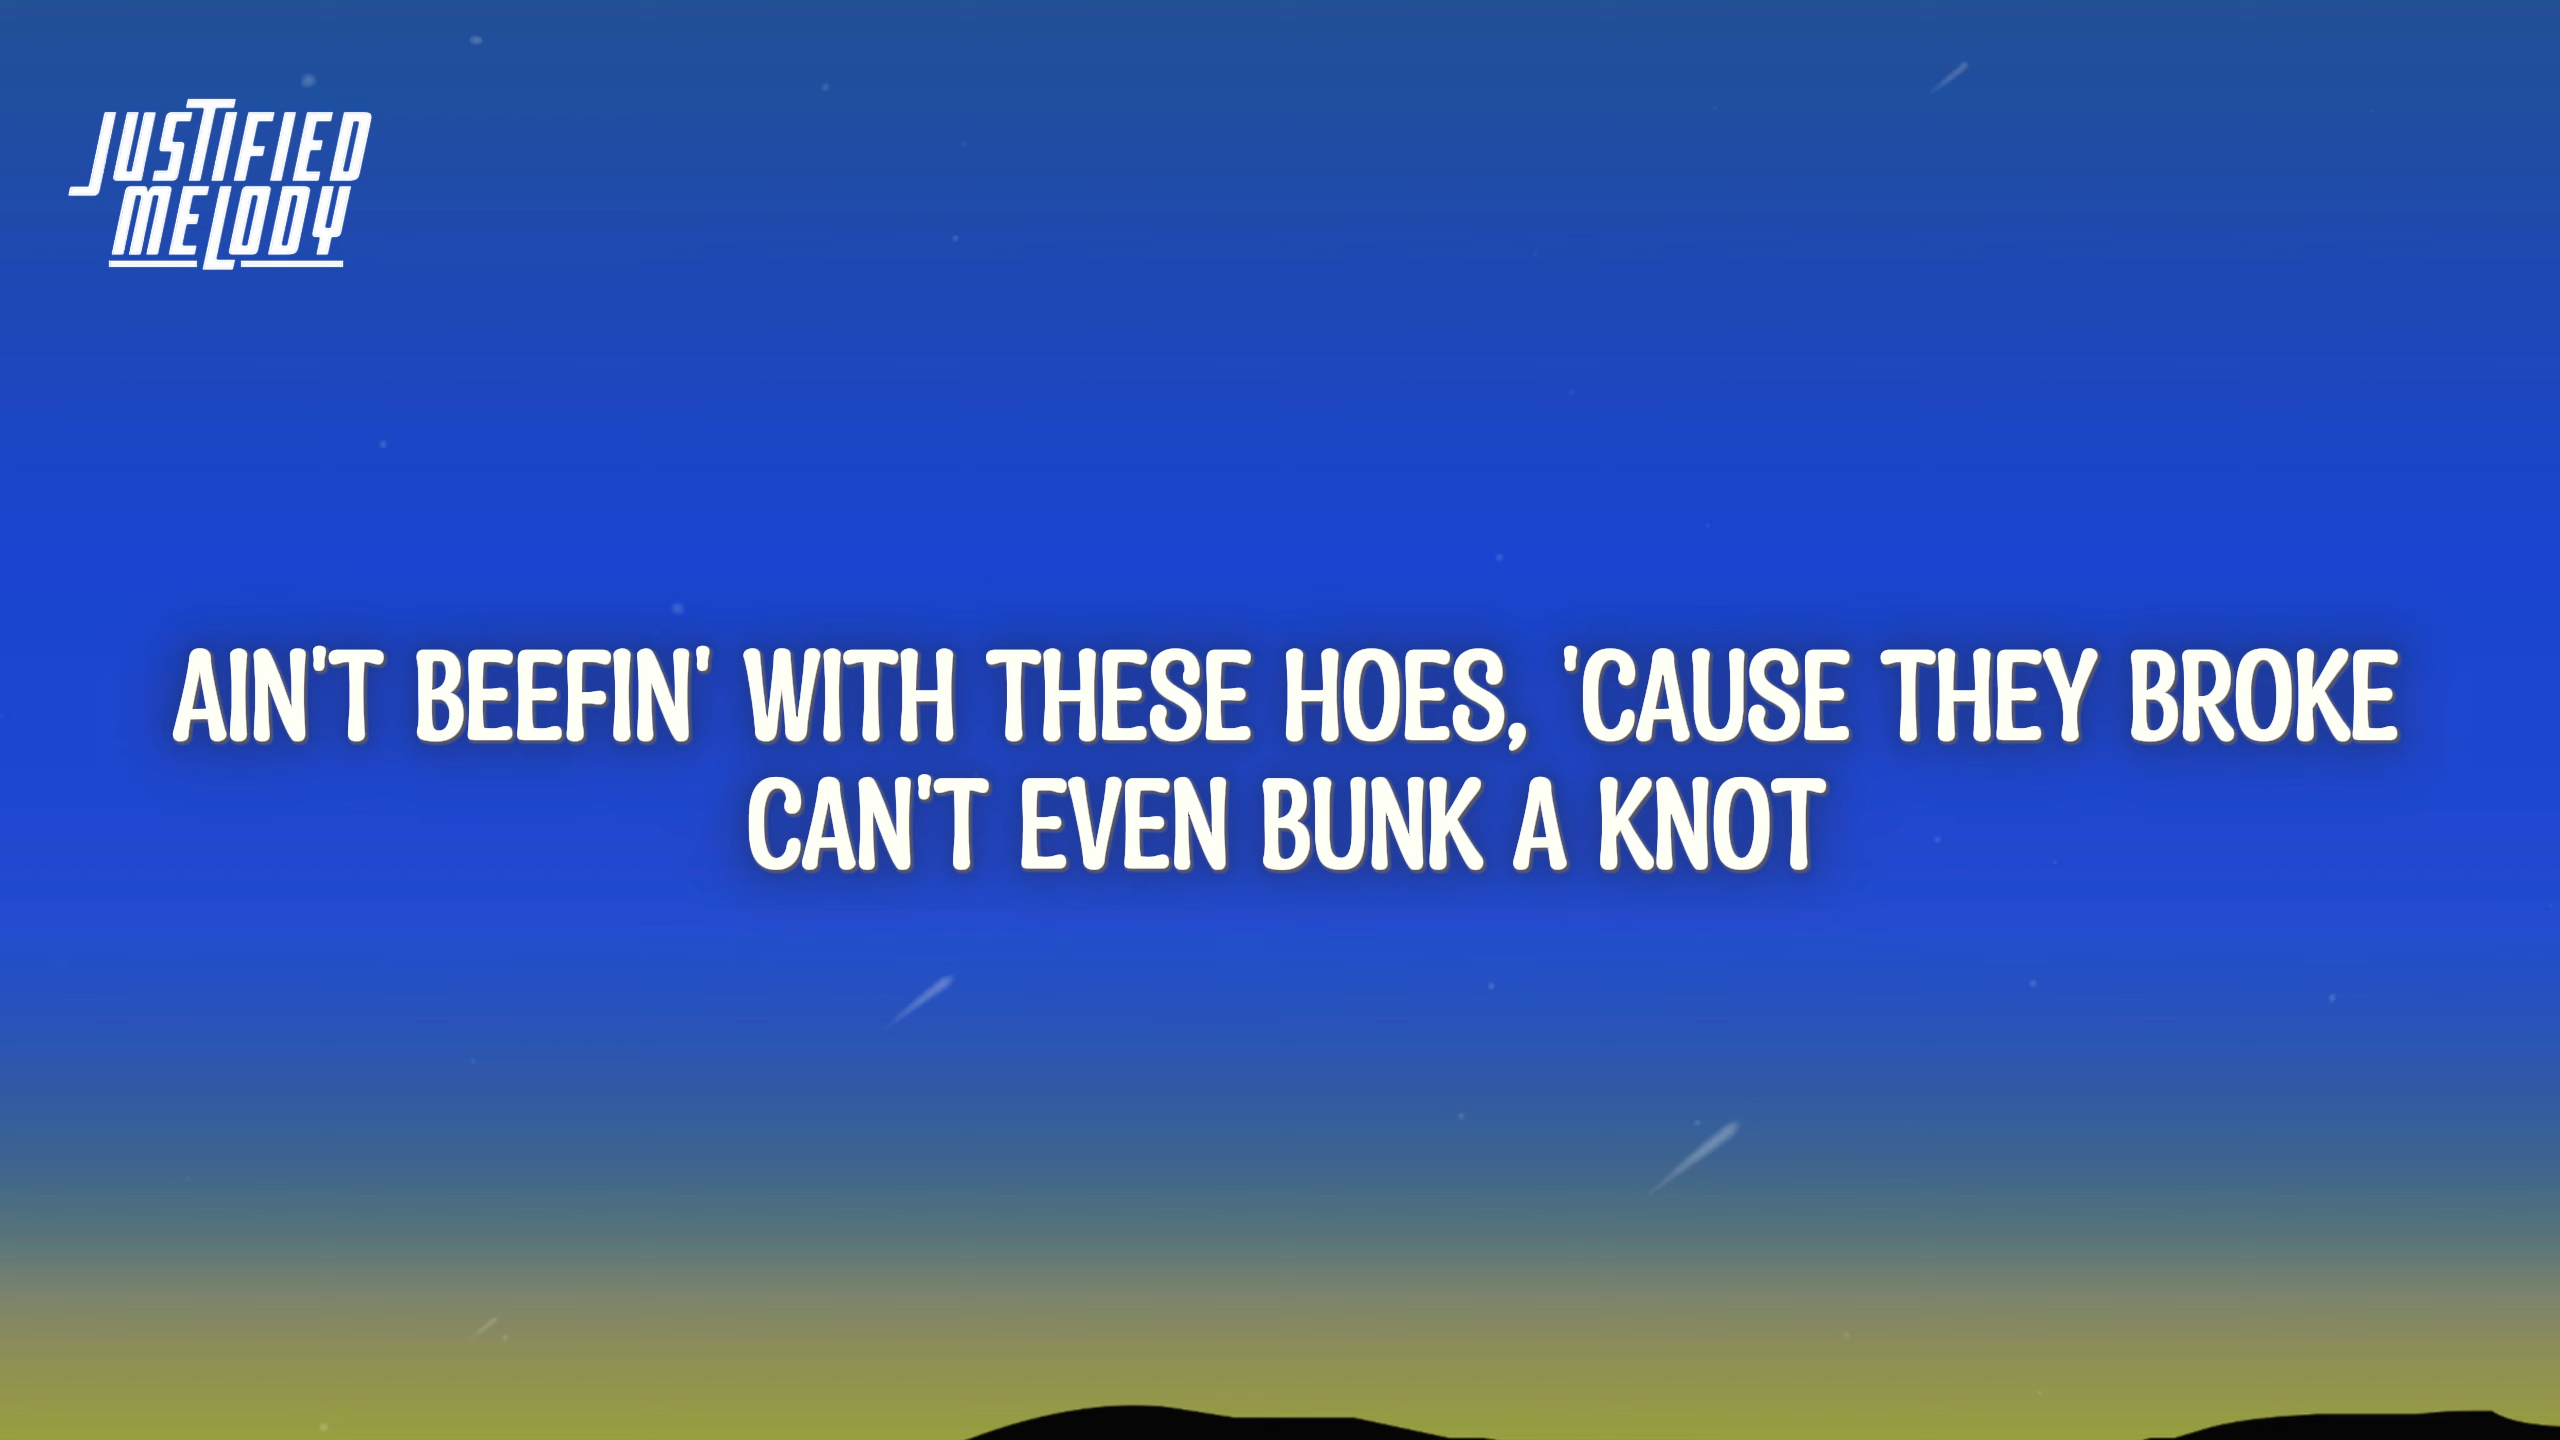 JUSTIFIED
MELODY
AIN'T BEEFIN' WITH THESE HOES, 'CAUSE THEY BROKE
CAN'T EVEN BUNK A KNOT